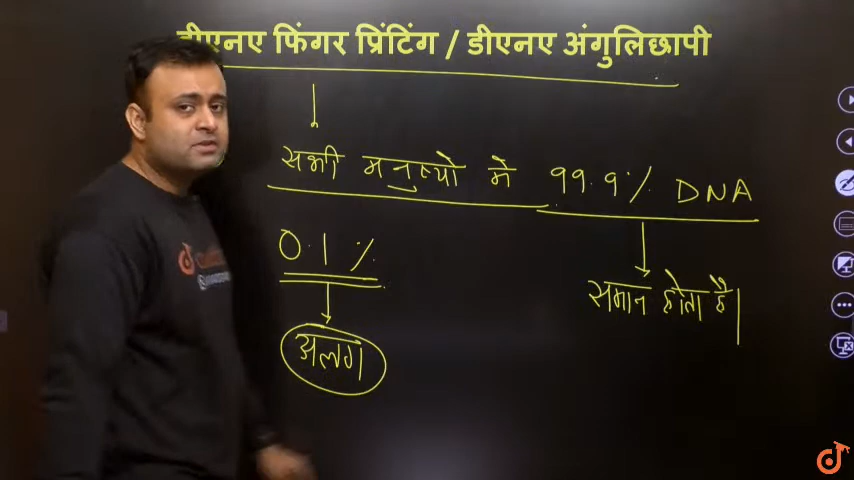 डीएनए फिंगर प्रिंटिंग / डीएनए अंगुलिछापी
सभी मनुष्यो मे 99.9% DNA
0.1%
समान होता है।
अलग